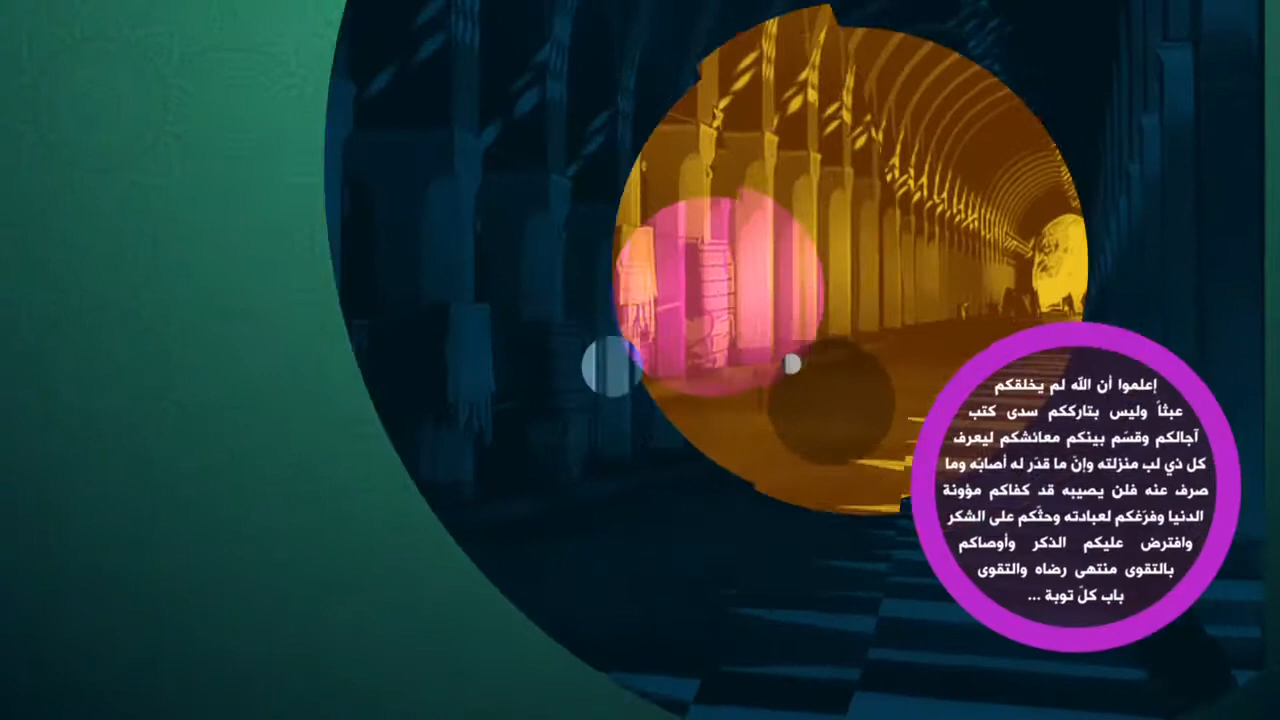 إعلموا أن الله لم يخلقكم
عبثاً وليس بتارككم سدى كتب
آجالكم وقسّم بينكم معائشكم ليعرف
كل ذي لب منزلته وإنّ ما قدّر له أصابّه وما
صرف عنه فلن يصيبه قد كفاكم مؤونة
الدنيا وفرّغكم لعبادته وحثّكم على الشكر
وافترض عليكم الذكر وأوصاكم
بالتقوى منتهى رضاه والتقوى
باب كلّ توبة ...